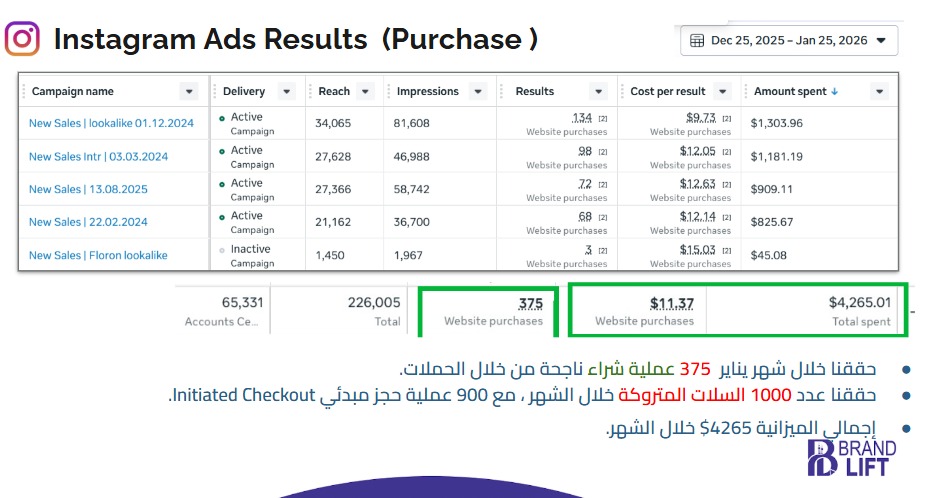 Instagram Ads Results (Purchase )
Dec 25, 2025 – Jan 25, 2026
Campaign name Delivery Reach Impressions Results Cost per result Amount spent ↓
New Sales | lookalike 01.12.2024 Active 34,065 81,608 134 [2] $9.73 [2] $1,303.96
Campaign Website purchases Website purchases
New Sales Intr | 03.03.2024 Active 27,628 46,988 98 [2] $12.05 [2] $1,181.19
Campaign Website purchases Website purchases
New Sales | 13.08.2025 Active 27,366 58,742 72 [2] $12.63 [2] $909.11
Campaign Website purchases Website purchases
New Sales | 22.02.2024 Active 21,162 36,700 68 [2] $12.14 [2] $825.67
Campaign Website purchases Website purchases
New Sales | Floron lookalike Inactive 1,450 1,967 3 [2] $15.03 [2] $45.08
Campaign Website purchases Website purchases
65,331 226,005 375 $11.37 $4,265.01
Accounts Ce... Total Website purchases Website purchases Total spent
حققنا خلال شهر يناير 375 عملية شراء ناجحة من خلال الحملات.
حققنا عدد 1000 السلات المتروكة خلال الشهر ، مع 900 عملية حجز مبدئي Initiated Checkout.
إجمالي الميزانية 4265$ خلال الشهر.
BRAND
LIFT